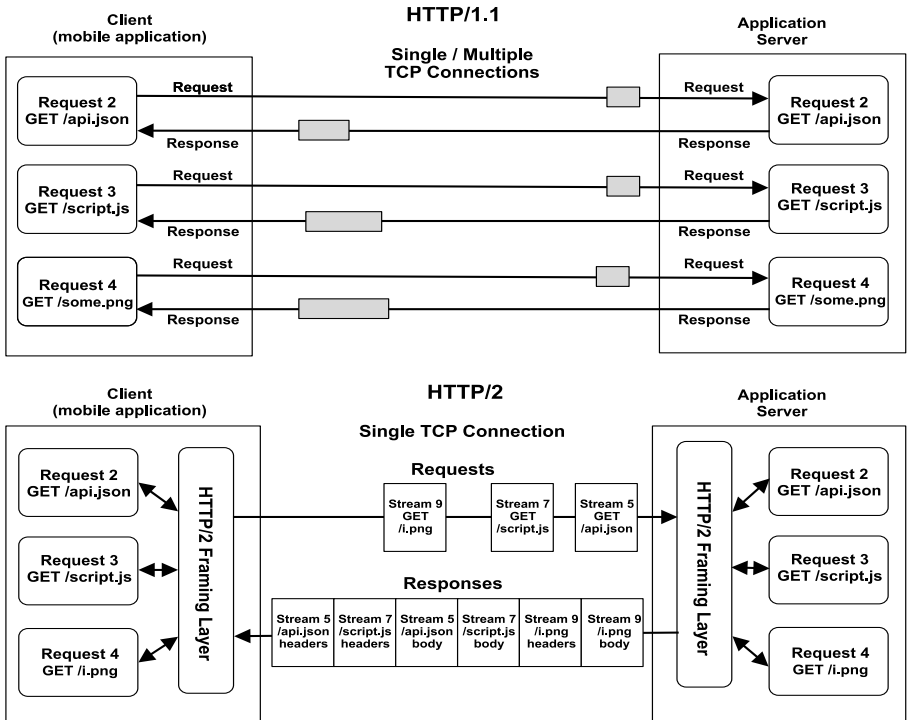 HTTP/1.1
Client
(mobile application)
Application
Server
Single / Multiple
TCP Connections
Request 2
GET /api.json
Request
Request
Response
Response
Request 2
GET /api.json
Request 3
GET /script.js
Request
Request
Response
Response
Request 3
GET /script.js
Request 4
GET /some.png
Request
Request
Response
Response
Request 4
GET /some.png
HTTP/2
Client
(mobile application)
Application
Server
Single TCP Connection
Request 2
GET /api.json
Request 3
GET /script.js
Request 4
GET /i.png
HTTP/2 Framing Layer
Requests
Stream 9
GET
/i.png
Stream 7
GET
/script.js
Stream 5
GET
/api.json
Responses
Stream 5
/api.json
headers
Stream 7
/script.js
headers
Stream 5
/api.json
body
Stream 7
/script.js
body
Stream 9
/i.png
headers
Stream 9
/i.png
body
HTTP/2 Framing Layer
Request 2
GET /api.json
Request 3
GET /script.js
Request 4
GET /i.png